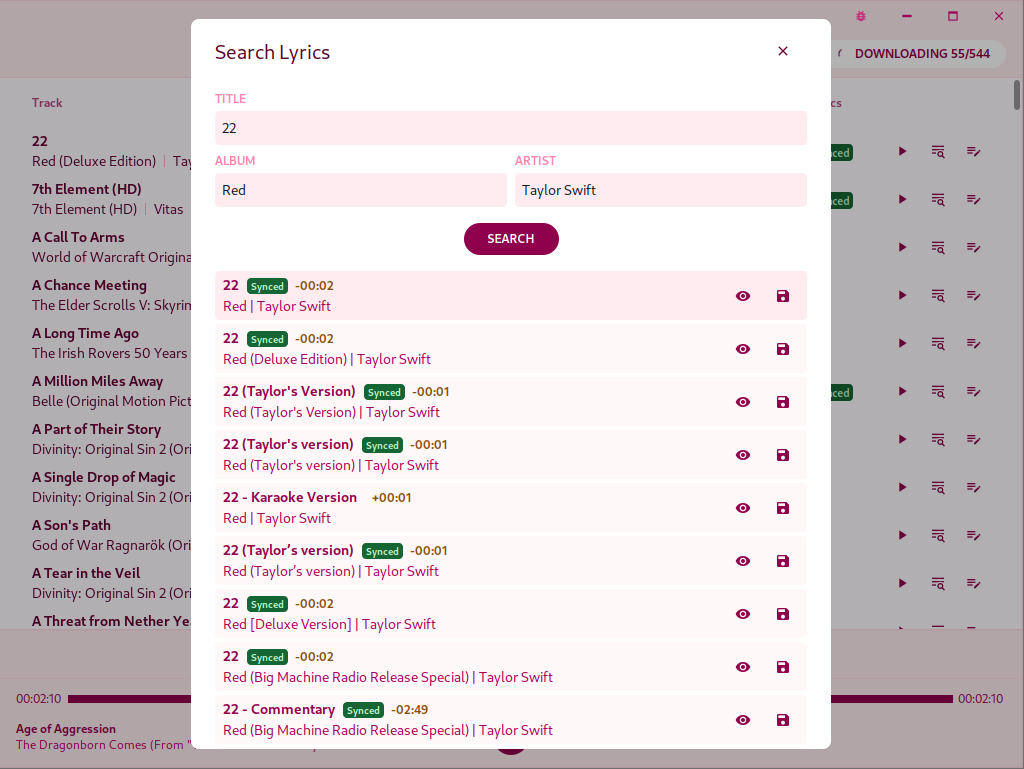 DOWNLOADING 55/544
Search Lyrics
TITLE
22
ALBUM
ARTIST
Red
Taylor Swift
SEARCH
22 Synced -00:02
Red | Taylor Swift
22 Synced -00:02
Red (Deluxe Edition) | Taylor Swift
22 (Taylor's Version) Synced -00:01
Red (Taylor's Version) | Taylor Swift
22 (Taylor's version) Synced -00:01
Red (Taylor's version) | Taylor Swift
22 - Karaoke Version +00:01
Red | Taylor Swift
22 (Taylor’s version) Synced -00:01
Red (Taylor’s version) | Taylor Swift
22 Synced -00:02
Red [Deluxe Version] | Taylor Swift
22 Synced -00:02
Red (Big Machine Radio Release Special) | Taylor Swift
22 - Commentary Synced -02:49
Red (Big Machine Radio Release Special) | Taylor Swift
Track
22
Red (Deluxe Edition) | Tay
7th Element (HD)
7th Element (HD) | Vitas
A Call To Arms
World of Warcraft Origina
A Chance Meeting
The Elder Scrolls V: Skyrim
A Long Time Ago
The Irish Rovers 50 Years
A Million Miles Away
Belle (Original Motion Pict
A Part of Their Story
Divinity: Original Sin 2 (Ori
A Single Drop of Magic
Divinity: Original Sin 2 (Ori
A Son's Path
God of War Ragnarök (Ori
A Tear in the Veil
Divinity: Original Sin 2 (Ori
A Threat from Nether Ye
00:02:10
00:02:10
Age of Aggression
The Dragonborn Comes (From "